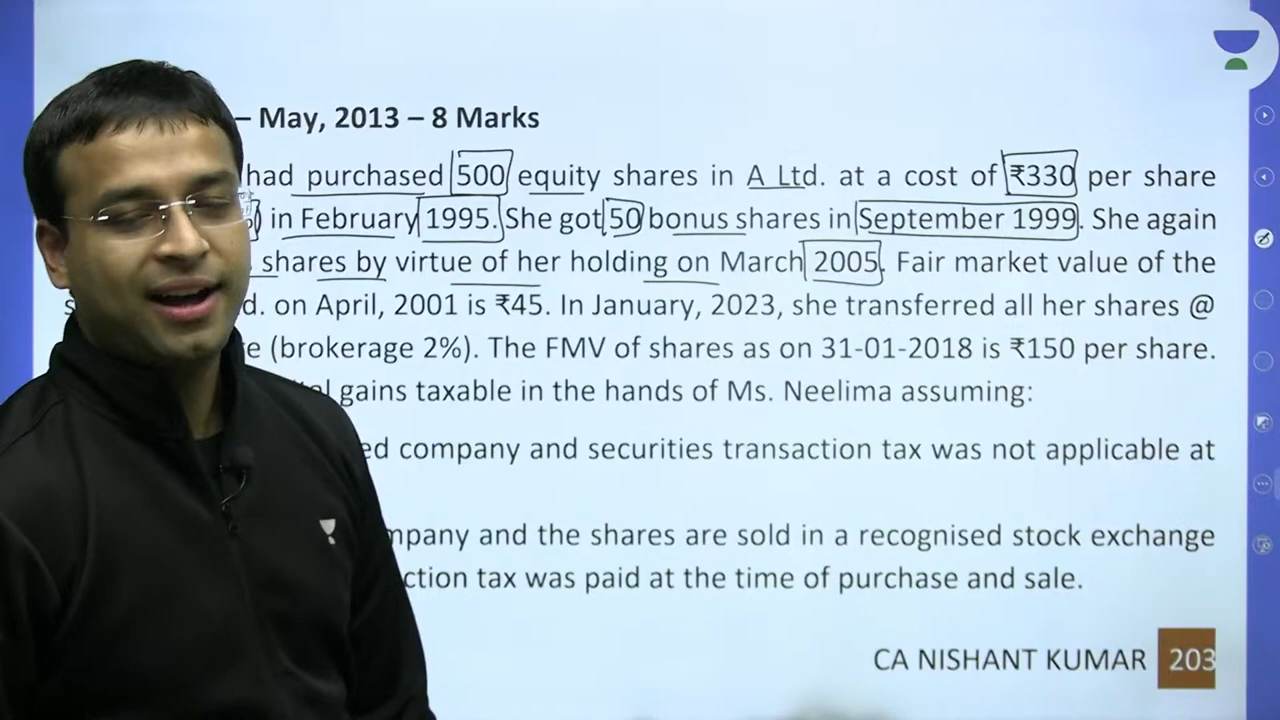 – May, 2013 – 8 Marks
had purchased 500 equity shares in A Ltd. at a cost of ₹330 per share
in February 1995. She got 50 bonus shares in September 1999. She again
shares by virtue of her holding on March 2005. Fair market value of the
d. on April, 2001 is ₹45. In January, 2023, she transferred all her shares @
e (brokerage 2%). The FMV of shares as on 31-01-2018 is ₹150 per share.
gains taxable in the hands of Ms. Neelima assuming:
ed company and securities transaction tax was not applicable at
mpany and the shares are sold in a recognised stock exchange
ction tax was paid at the time of purchase and sale.
CA NISHANT KUMAR 203